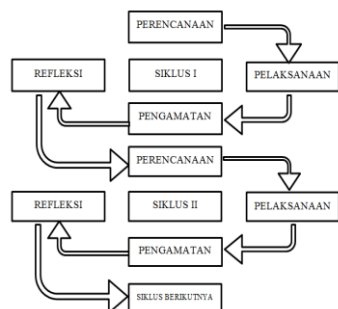 PERENCANAAN
REFLEKSI
SIKLUS I
PELAKSANAAN
PENGAMATAN
PERENCANAAN
REFLEKSI
SIKLUS II
PELAKSANAAN
PENGAMATAN
SIKLUS BERIKUTNYA